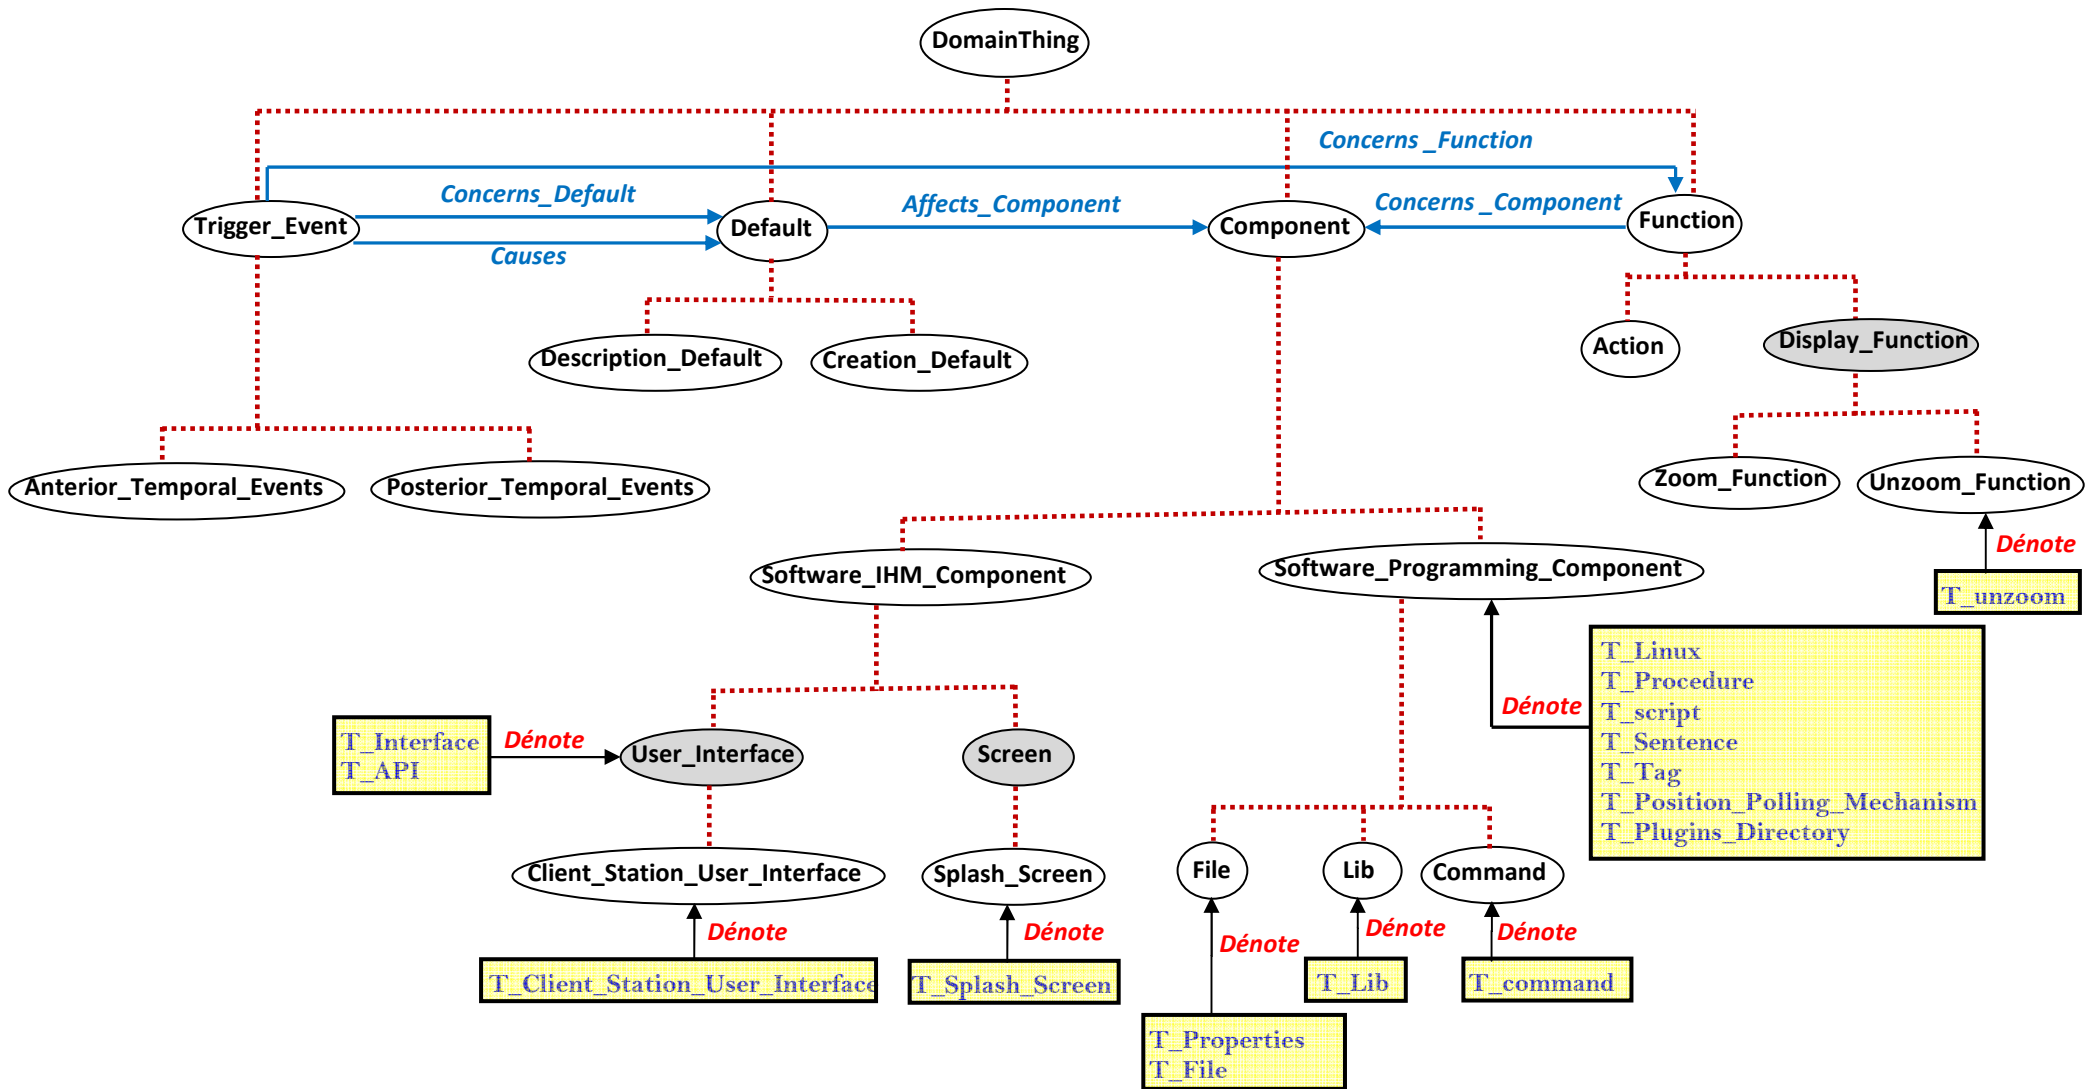 DomainThing
Concerns _Function
Concerns_Default
Affects_Component
Concerns _Component
Trigger_Event
Default
Component
Function
Causes
Description_Default
Creation_Default
Action
Display_Function
Anterior_Temporal_Events
Posterior_Temporal_Events
Zoom_Function
Unzoom_Function
Dénote
T_unzoom
Software_IHM_Component
Software_Programming_Component
T_Linux
T_Procedure
T_script
T_Sentence
T_Tag
T_Position_Polling_Mechanism
T_Plugins_Directory
Dénote
T_Interface
T_API
Dénote
User_Interface
Screen
Client_Station_User_Interface
Splash_Screen
File
Lib
Command
Dénote
Dénote
Dénote
Dénote
Dénote
T_Client_Station_User_Interface
T_Splash_Screen
T_Lib
T_command
T_Properties
T_File